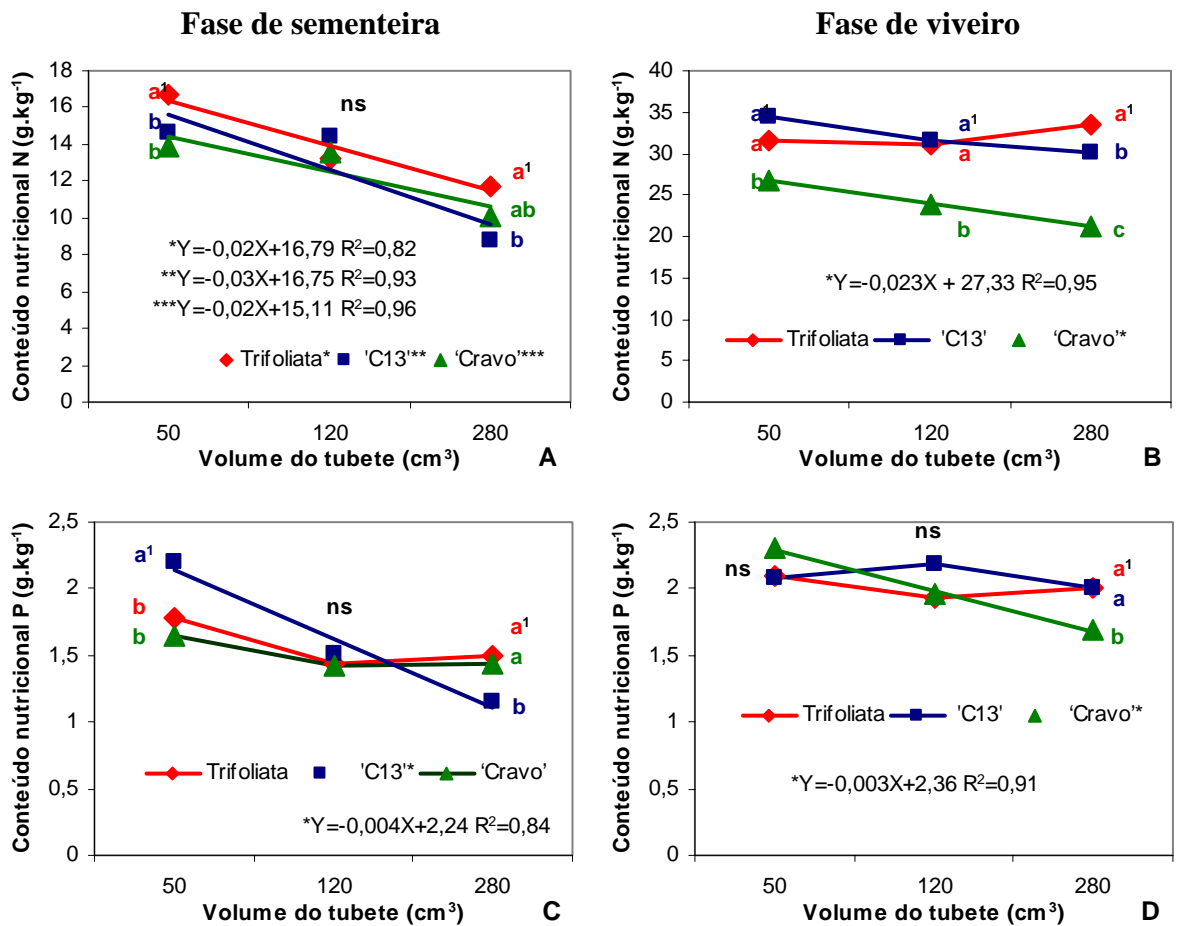 Fase de sementeira
Fase de viveiro
Conteúdo nutricional N (g.kg⁻¹)
18
16
14
12
10
8
6
4
2
0
a¹
b
b
ns
a¹
ab
b
*Y=-0,02X+16,79 R²=0,82
**Y=-0,03X+16,75 R²=0,93
***Y=-0,02X+15,11 R²=0,96
Trifoliata* 'C13'** ‘Cravo’***
50 120 280
Volume do tubete (cm³)
A
Conteúdo nutricional N (g.kg⁻¹)
40
35
30
25
20
15
10
5
0
a¹
a
b
a¹
a
b
a¹
b
c
*Y=-0,023X + 27,33 R²=0,95
Trifoliata 'C13' ‘Cravo’*
50 120 280
Volume do tubete (cm³)
B
Conteúdo nutricional P (g.kg⁻¹)
2,5
2
1,5
1
0,5
0
a¹
b
b
ns
a¹
a
b
Trifoliata 'C13'* ‘Cravo’
*Y=-0,004X+2,24 R²=0,84
50 120 280
Volume do tubete (cm³)
C
Conteúdo nutricional P (g.kg⁻¹)
2,5
2
1,5
1
0,5
0
ns
ns
a¹
a
b
Trifoliata 'C13' ‘Cravo’*
*Y=-0,003X+2,36 R²=0,91
50 120 280
Volume do tubete (cm³)
D